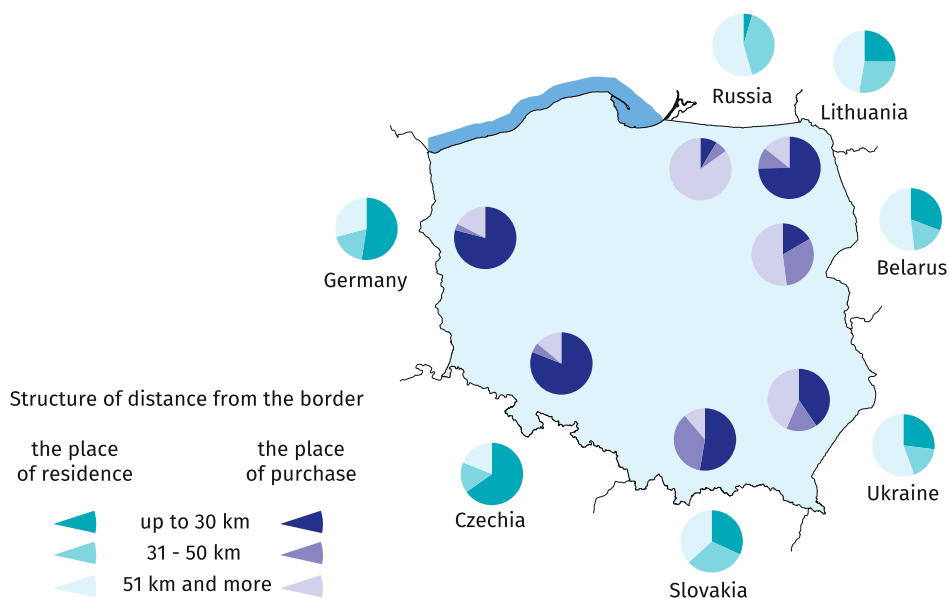 Russia
Lithuania
Germany
Belarus
Structure of distance from the border
the place
of residence
the place
of purchase
up to 30 km
31 - 50 km
51 km and more
Czechia
Ukraine
Slovakia